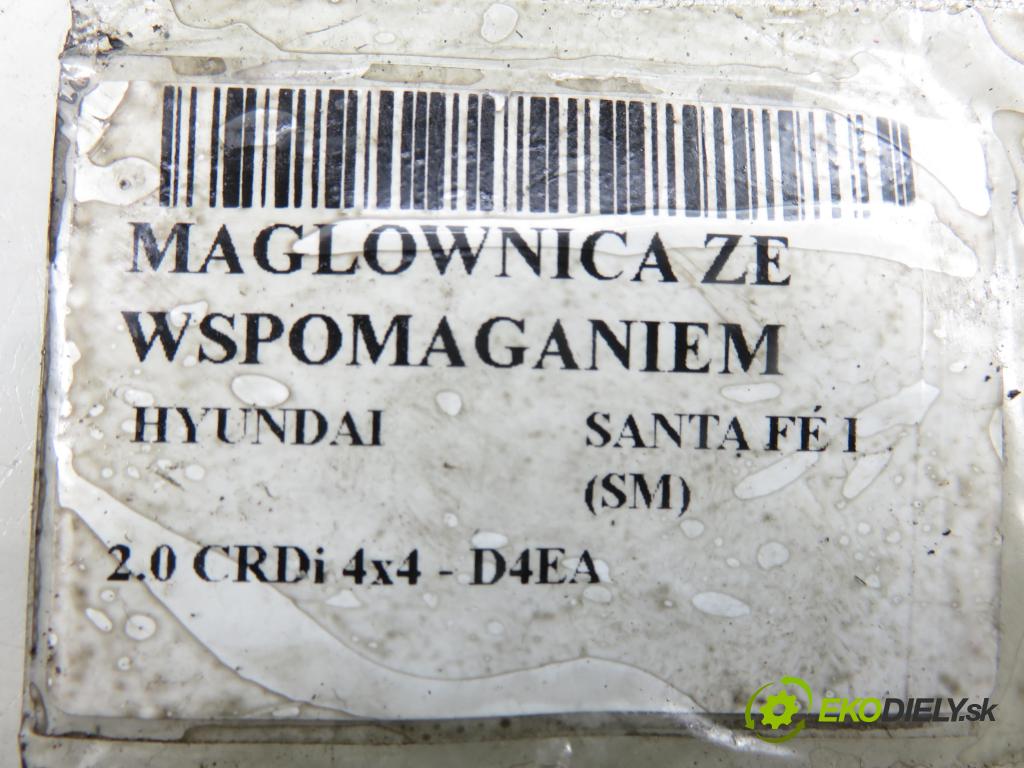 MAGLOWNICA ZE
WSPOMAGANIEM
HYUNDAI SANTA FÉ I
(SM)
2.0 CRDi 4x4 - D4EA
EKODIELY.sk